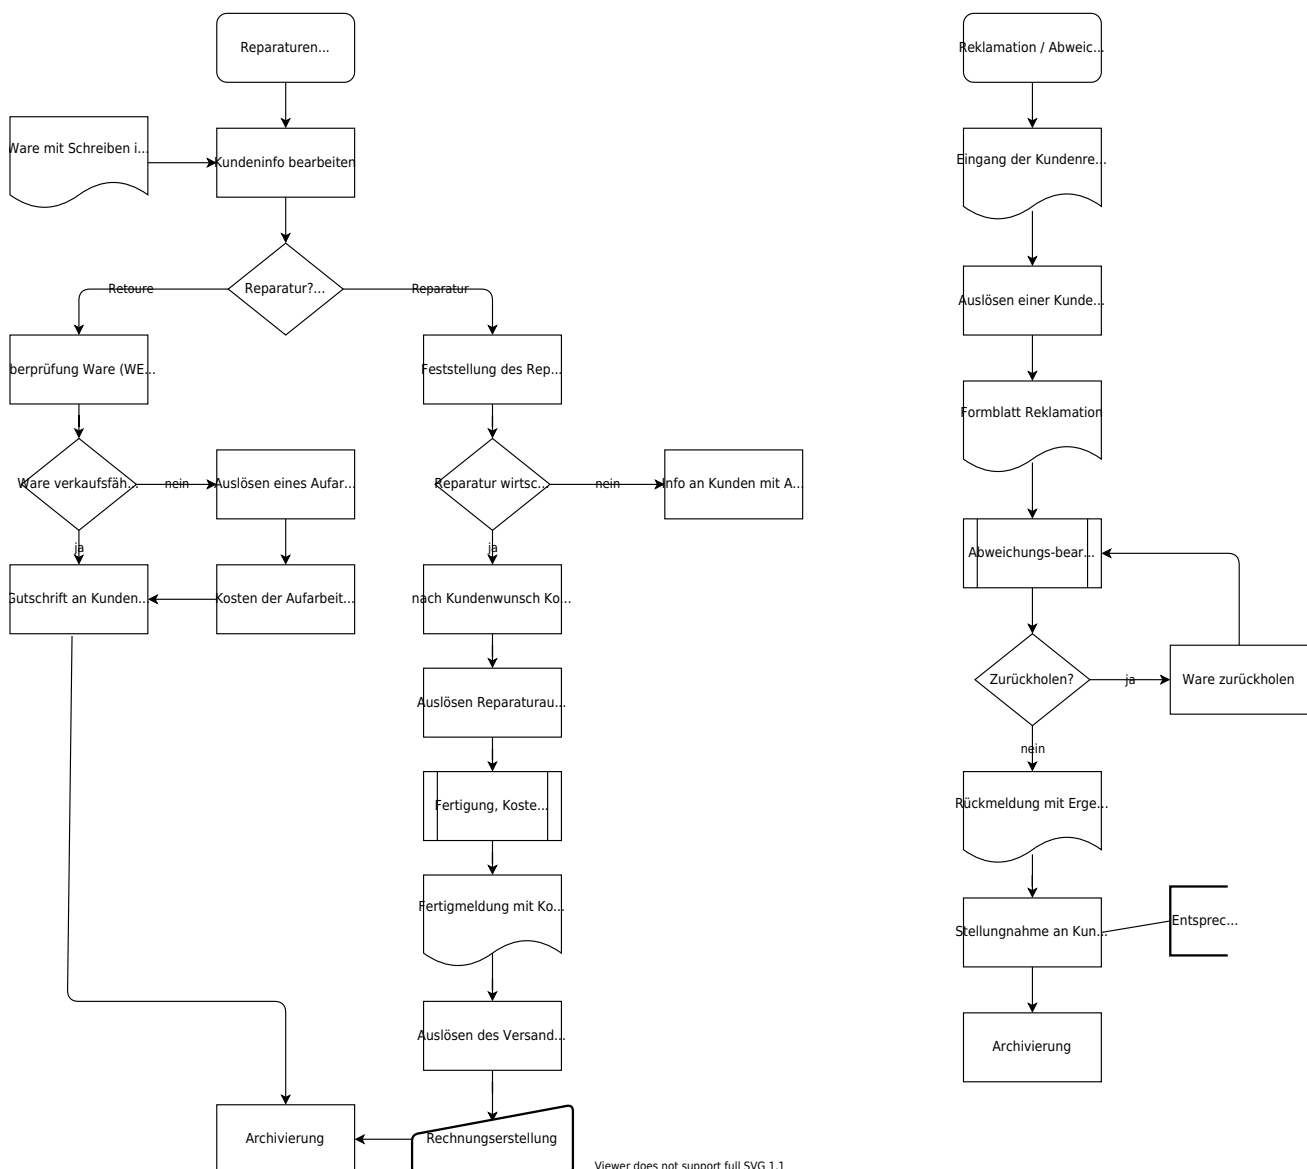 Reparaturen...
Ware mit Schreiben i...
Kundeninfo bearbeiten
Reparatur?...
Retoure
Reparatur
berprüfung Ware (WE...
Feststellung des Rep...
Ware verkaufsfäh...
nein
Auslösen eines Aufar...
Reparatur wirtsc...
nein
Info an Kunden mit A...
ja
ja
Gutschrift an Kunden...
Kosten der Aufarbeit...
nach Kundenwunsch Ko...
Auslösen Reparaturau...
Fertigung, Koste...
Fertigmeldung mit Ko...
Auslösen des Versand...
Archivierung
Rechnungserstellung
Viewer does not support full SVG 1.1
Reklamation / Abweic...
Eingang der Kundenre...
Auslösen einer Kunde...
Formblatt Reklamation
Abweichungs-bear...
Zurückholen?
ja
Ware zurückholen
nein
Rückmeldung mit Erge...
Stellungnahme an Kun...
Entsprec...
Archivierung